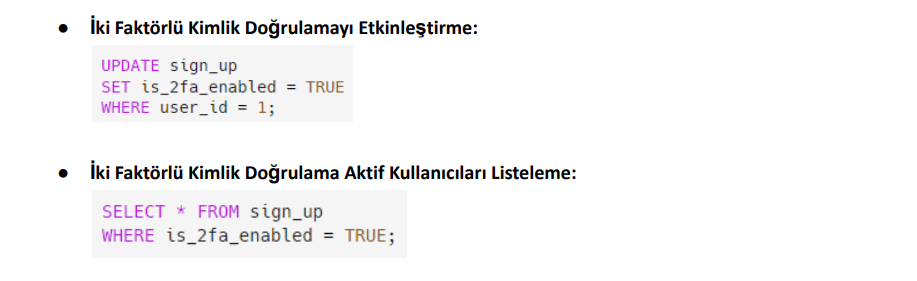 ● İki Faktörlü Kimlik Doğrulamayı Etkinleştirme:
UPDATE sign_up
SET is_2fa_enabled = TRUE
WHERE user_id = 1;
● İki Faktörlü Kimlik Doğrulama Aktif Kullanıcıları Listeleme:
SELECT * FROM sign_up
WHERE is_2fa_enabled = TRUE;